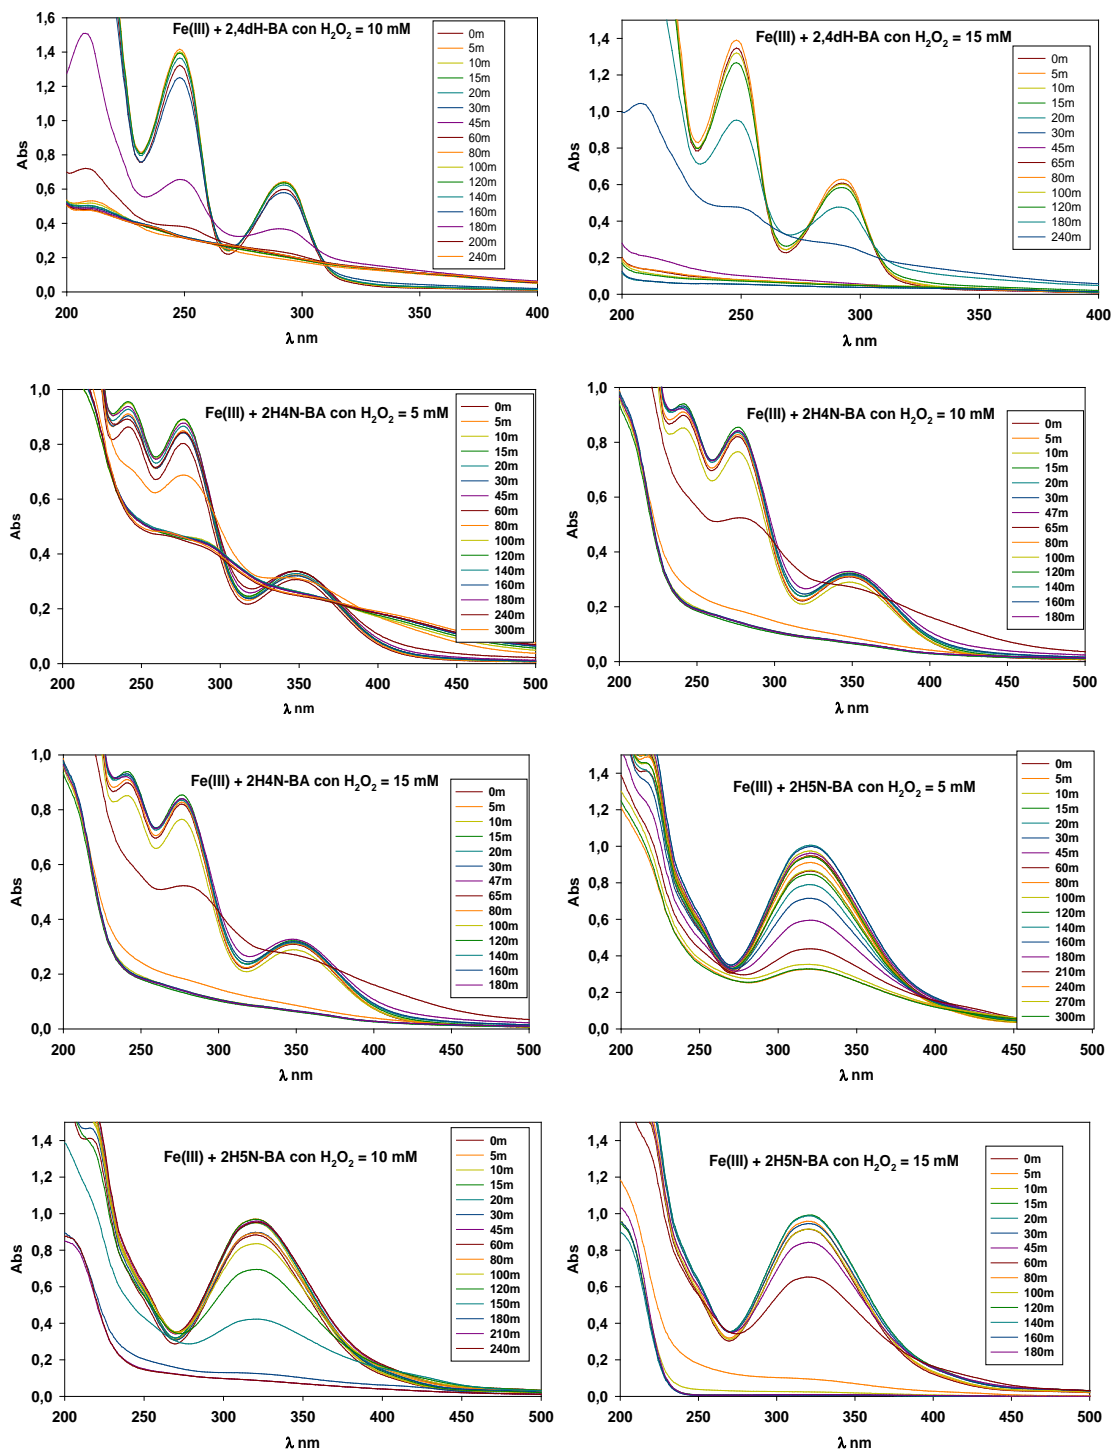 Fe(III) + 2,4dH-BA con H2O2 = 10 mM
Abs
1,6
1,4
1,2
1,0
0,8
0,6
0,4
0,2
0,0
200 250 300 350 400
λ nm
0m
5m
10m
15m
20m
30m
45m
60m
80m
100m
120m
140m
160m
180m
200m
240m
Fe(III) + 2,4dH-BA con H2O2 = 15 mM
Abs
1,4
1,2
1,0
0,8
0,6
0,4
0,2
0,0
200 250 300 350 400
λ nm
0m
5m
10m
15m
20m
30m
45m
65m
80m
100m
120m
180m
240m
Fe(III) + 2H4N-BA con H2O2 = 5 mM
Abs
1,0
0,8
0,6
0,4
0,2
0,0
200 250 300 350 400 450 500
λ nm
0m
5m
10m
15m
20m
30m
45m
60m
80m
100m
120m
140m
160m
180m
240m
300m
Fe(III) + 2H4N-BA con H2O2 = 10 mM
Abs
1,0
0,8
0,6
0,4
0,2
0,0
200 250 300 350 400 450 500
λ nm
0m
5m
10m
15m
20m
30m
47m
65m
80m
100m
120m
140m
160m
180m
Fe(III) + 2H4N-BA con H2O2 = 15 mM
Abs
1,0
0,8
0,6
0,4
0,2
0,0
200 250 300 350 400 450 500
λ nm
0m
5m
10m
15m
20m
30m
47m
65m
80m
100m
120m
140m
160m
180m
Fe(III) + 2H5N-BA con H2O2 = 5 mM
Abs
1,4
1,2
1,0
0,8
0,6
0,4
0,2
0,0
200 250 300 350 400 450 500
λ nm
0m
5m
10m
15m
20m
30m
45m
60m
80m
100m
120m
140m
160m
180m
210m
240m
270m
300m
Fe(III) + 2H5N-BA con H2O2 = 10 mM
Abs
1,4
1,2
1,0
0,8
0,6
0,4
0,2
0,0
200 250 300 350 400 450 500
λ nm
0m
5m
10m
15m
20m
30m
45m
60m
80m
100m
120m
150m
180m
210m
240m
Fe(III) + 2H5N-BA con H2O2 = 15 mM
Abs
1,4
1,2
1,0
0,8
0,6
0,4
0,2
0,0
200 250 300 350 400 450 500
λ nm
0m
5m
10m
15m
20m
30m
45m
60m
80m
100m
120m
140m
160m
180m